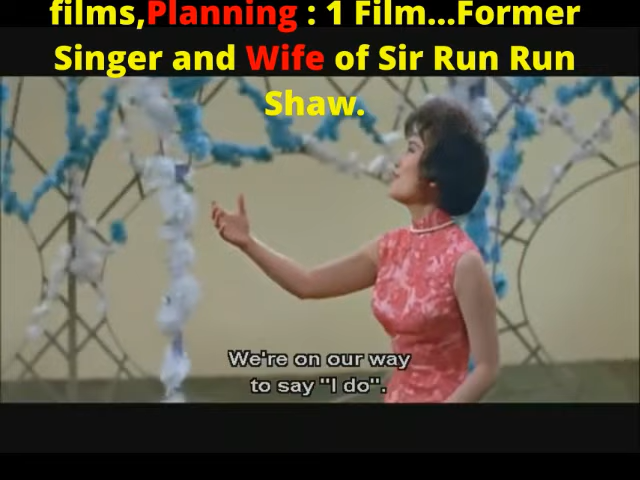 films,Planning : 1 Film...Former
Singer and Wife of Sir Run Run
Shaw.
We're on our way
to say "I do".